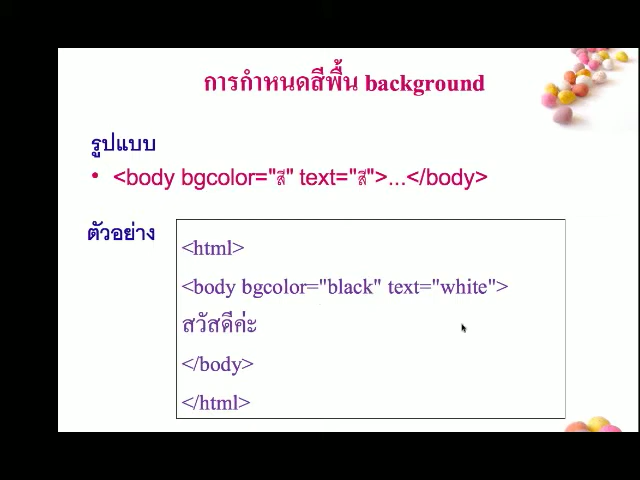 การกำหนดสีพื้น background
รูปแบบ
• <body bgcolor="สี" text="สี">...</body>
ตัวอย่าง
<html>
<body bgcolor="black" text="white">
สวัสดีค่ะ
</body>
</html>